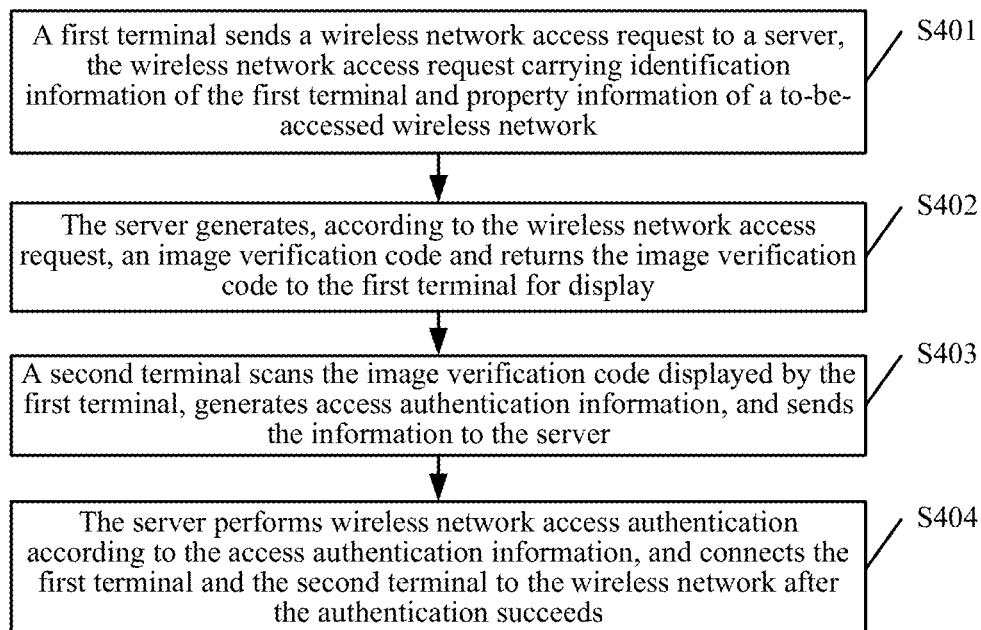 A first terminal sends a wireless network access request to a server,
the wireless network access request carrying identification
information of the first terminal and property information of a to-be-
accessed wireless network
S401
The server generates, according to the wireless network access
request, an image verification code and returns the image verification
code to the first terminal for display
S402
A second terminal scans the image verification code displayed by the
first terminal, generates access authentication information, and sends
the information to the server
S403
The server performs wireless network access authentication
according to the access authentication information, and connects the
first terminal and the second terminal to the wireless network after
the authentication succeeds
S404